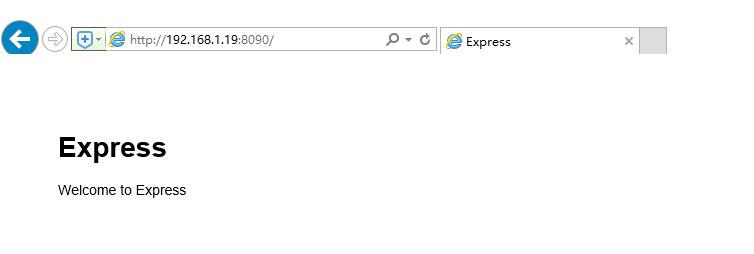 http://192.168.1.19:8090/
Express
Express
Welcome to Express